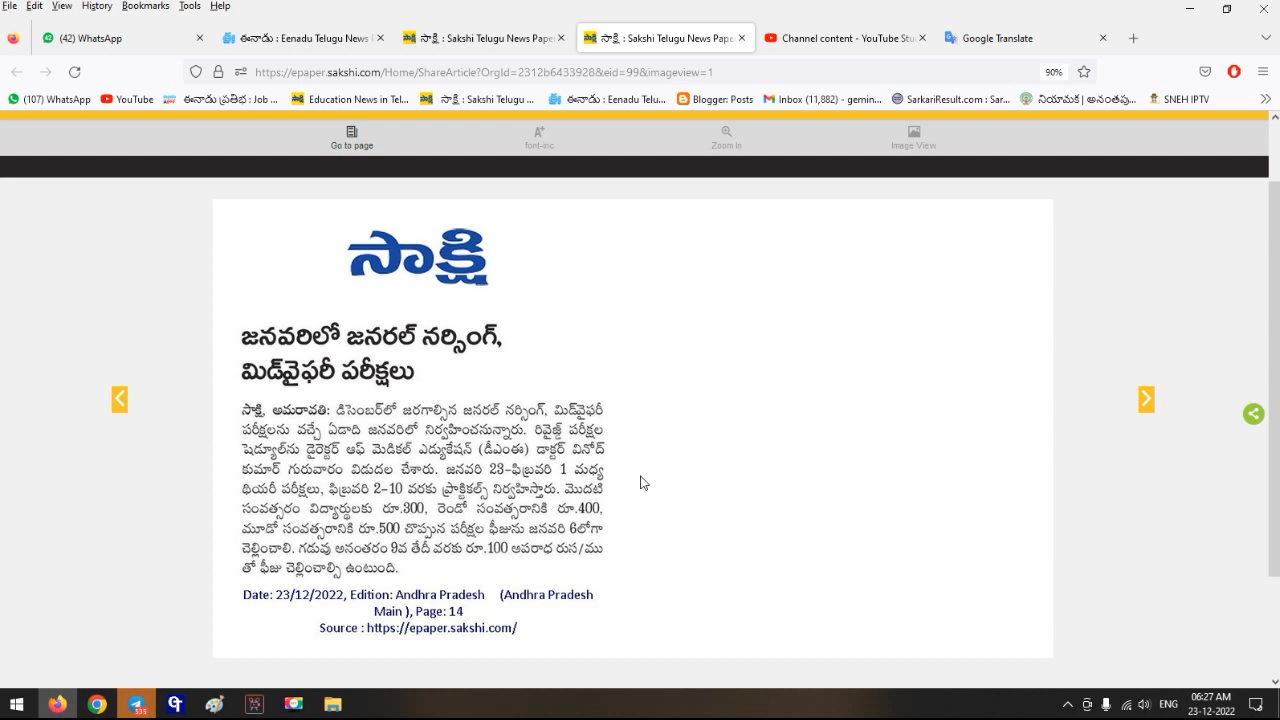 File Edit View History Bookmarks Tools Help
(42) WhatsApp
ఈనాడు : Eenadu Telugu News
సాక్షి : Sakshi Telugu News Pape
సాక్షి : Sakshi Telugu News Pape
Channel content - YouTube Stu
Google Translate
https://epaper.sakshi.com/Home/ShareArticle?OrgId=2312b6433928&eid=99&imageview=1
90%
(107) WhatsApp
YouTube
ఈనాడు ప్రతిభ : Job ...
Education News in Tel...
సాక్షి : Sakshi Telugu ...
ఈనాడు : Eenadu Telu...
Blogger: Posts
Inbox (11,882) - gemin...
SarkariResult.com : Sar...
నియామక | అనంతపు...
SNEH IPTV
Go to page
font-inc
Zoom In
Image View
సాక్షి
జనవరిలో జనరల్ నర్సింగ్,
మిడ్‌వైఫరీ పరీక్షలు
సాక్షి, అమరావతి: డిసెంబర్‌లో జరగాల్సిన జనరల్ నర్సింగ్, మిడ్‌వైఫరీ
పరీక్షలను వచ్చే ఏడాది జనవరిలో నిర్వహించనున్నారు. రివైజ్డ్ పరీక్షల
షెడ్యూల్‌ను డైరెక్టర్ ఆఫ్ మెడికల్ ఎడ్యుకేషన్ (డీఎంఈ) డాక్టర్ వినోద్
కుమార్ గురువారం విడుదల చేశారు. జనవరి 23–ఫిబ్రవరి 1 మధ్య
థియరీ పరీక్షలు, ఫిబ్రవరి 2–10 వరకు ప్రాక్టికల్స్ నిర్వహిస్తారు. మొదటి
సంవత్సరం విద్యార్థులకు రూ.300, రెండో సంవత్సరానికి రూ.400,
మూడో సంవత్సరానికి రూ.500 చొప్పున పరీక్షల ఫీజును జనవరి 6లోగా
చెల్లించాలి. గడువు అనంతరం 9వ తేదీ వరకు రూ.100 అపరాధ రుస/ము
తో ఫీజు చెల్లించాల్సి ఉంటుంది.
Date: 23/12/2022, Edition: Andhra Pradesh (Andhra Pradesh
Main ), Page: 14
Source : https://epaper.sakshi.com/
535
ENG
06:27 AM
23-12-2022